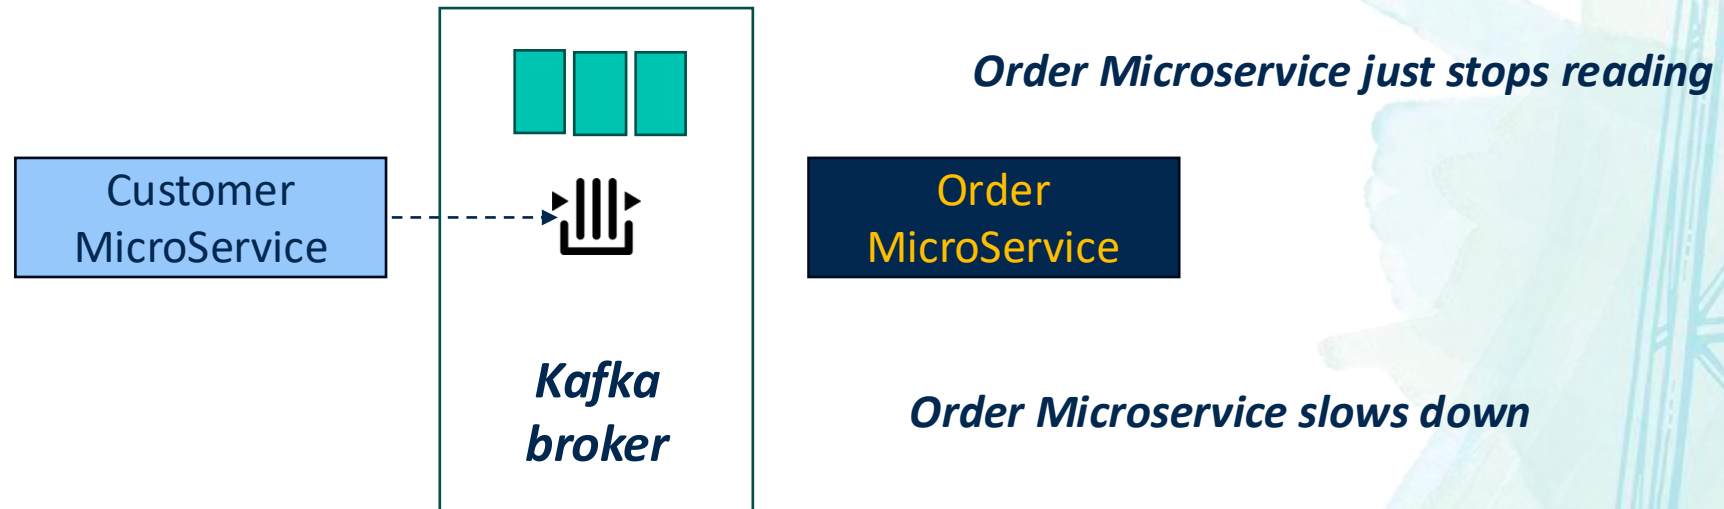 Order Microservice just stops reading
Customer
MicroService
Order
MicroService
Kafka
broker
Order Microservice slows down